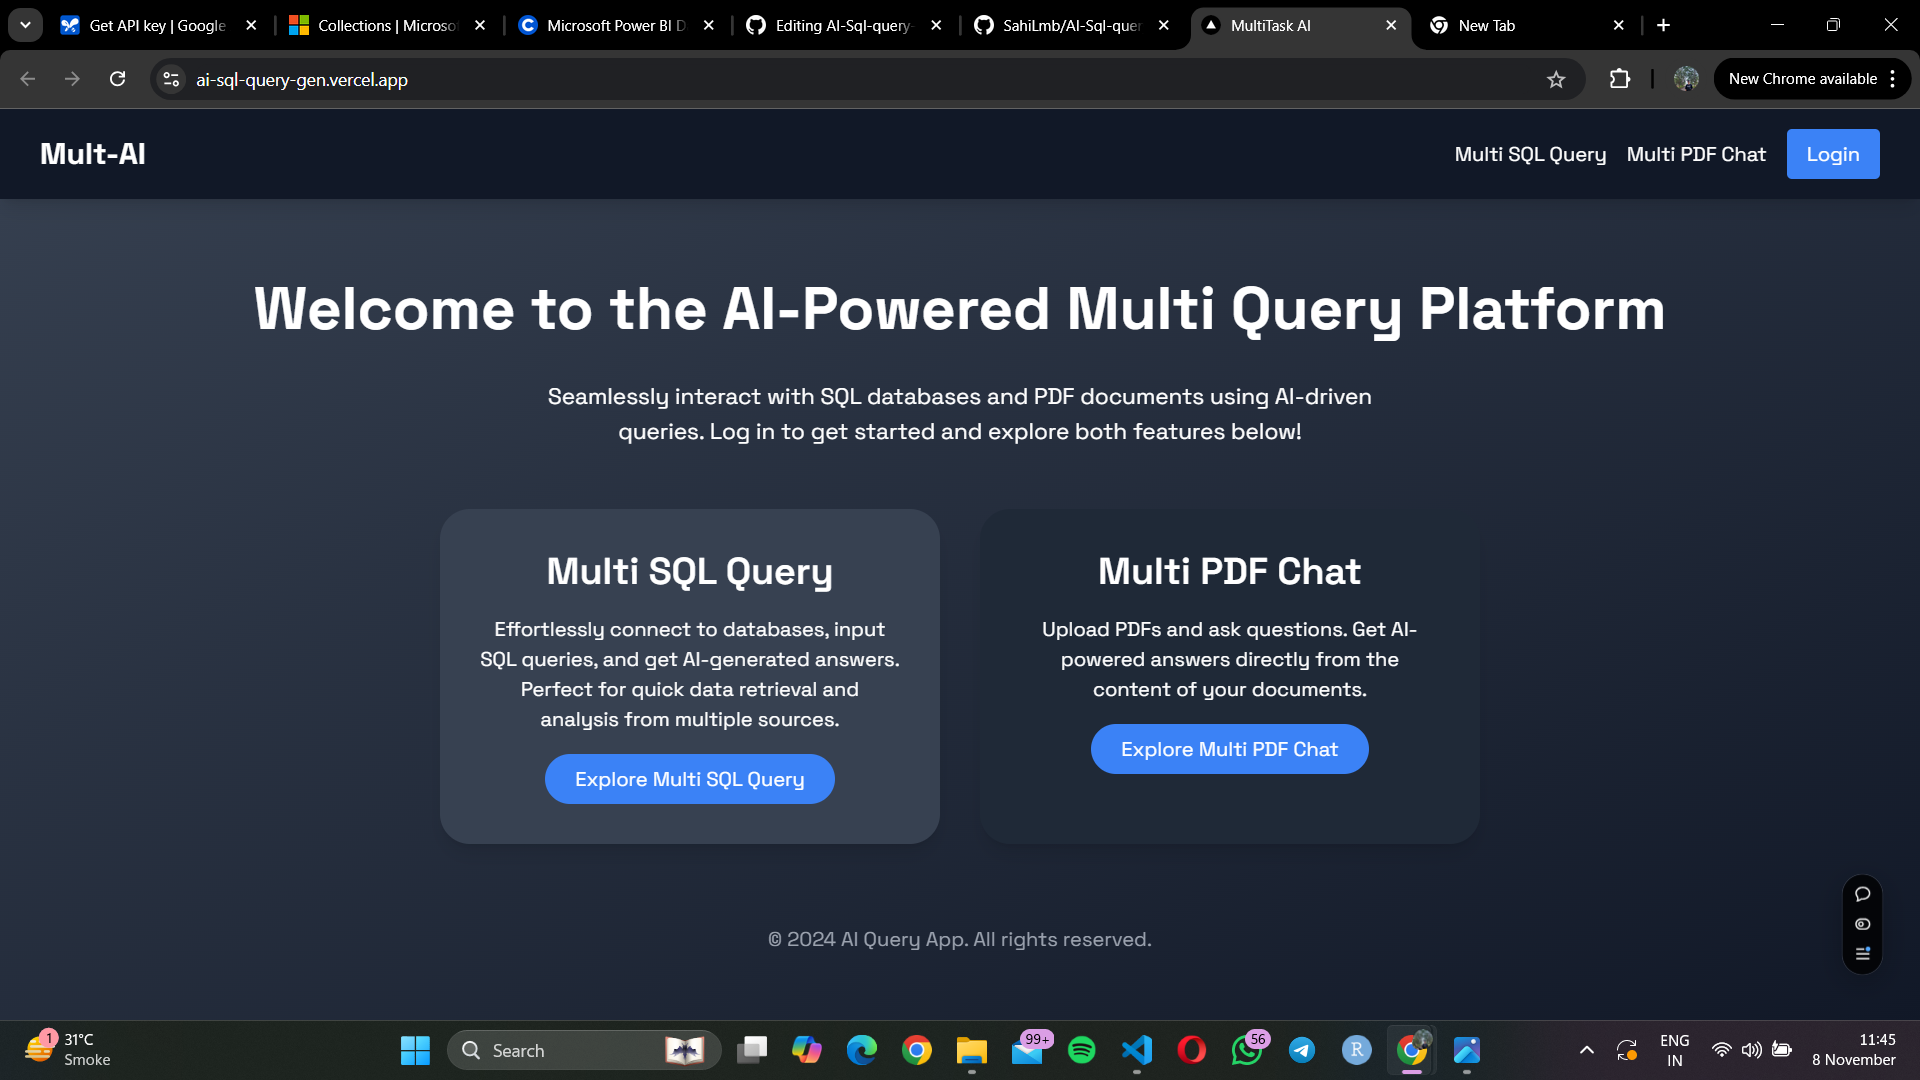 Get API key | Google
Collections | Microso
Microsoft Power BI D
Editing AI-Sql-query-
SahiLmb/AI-Sql-quer
MultiTask AI
New Tab
ai-sql-query-gen.vercel.app
New Chrome available
Mult-AI
Multi SQL Query
Multi PDF Chat
Login
Welcome to the AI-Powered Multi Query Platform
Seamlessly interact with SQL databases and PDF documents using AI-driven
queries. Log in to get started and explore both features below!
Multi SQL Query
Effortlessly connect to databases, input
SQL queries, and get AI-generated answers.
Perfect for quick data retrieval and
analysis from multiple sources.
Explore Multi SQL Query
Multi PDF Chat
Upload PDFs and ask questions. Get AI-
powered answers directly from the
content of your documents.
Explore Multi PDF Chat
© 2024 AI Query App. All rights reserved.
1
31°C
Smoke
Search
99+
56
R
ENG
IN
11:45
8 November